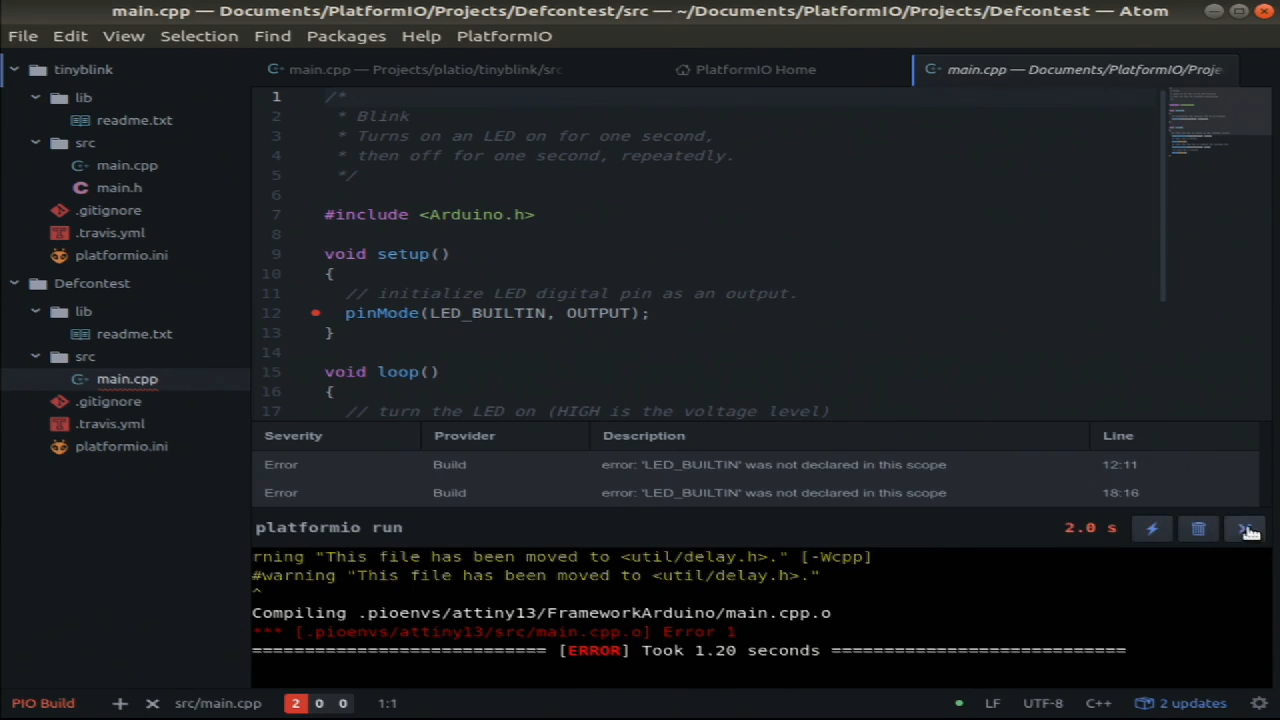 main.cpp — Documents/PlatformIO/Projects/Defcontest/src — ~/Documents/PlatformIO/Projects/Defcontest — Atom
File Edit View Selection Find Packages Help PlatformIO
tinyblink
lib
readme.txt
src
main.cpp
main.h
.gitignore
.travis.yml
platformio.ini
Defcontest
lib
readme.txt
src
main.cpp
.gitignore
.travis.yml
platformio.ini
main.cpp — Projects/platio/tinyblink/src
PlatformIO Home
main.cpp — Documents/PlatformIO/Proje
1 /*
2 * Blink
3 * Turns on an LED on for one second,
4 * then off for one second, repeatedly.
5 */
6
7 #include <Arduino.h>
8
9 void setup()
10 {
11 // initialize LED digital pin as an output.
12 pinMode(LED_BUILTIN, OUTPUT);
13 }
14
15 void loop()
16 {
17 // turn the LED on (HIGH is the voltage level)
Severity Provider Description Line
Error Build error: 'LED_BUILTIN' was not declared in this scope 12:11
Error Build error: 'LED_BUILTIN' was not declared in this scope 18:16
platformio run 2.0 s
rning "This file has been moved to <util/delay.h>." [-Wcpp]
#warning "This file has been moved to <util/delay.h>."
^
Compiling .pioenvs/attiny13/FrameworkArduino/main.cpp.o
*** [.pioenvs/attiny13/src/main.cpp.o] Error 1
============================ [ERROR] Took 1.20 seconds ============================
PIO Build + × src/main.cpp 2 0 0 1:1 LF UTF-8 C++ 2 updates